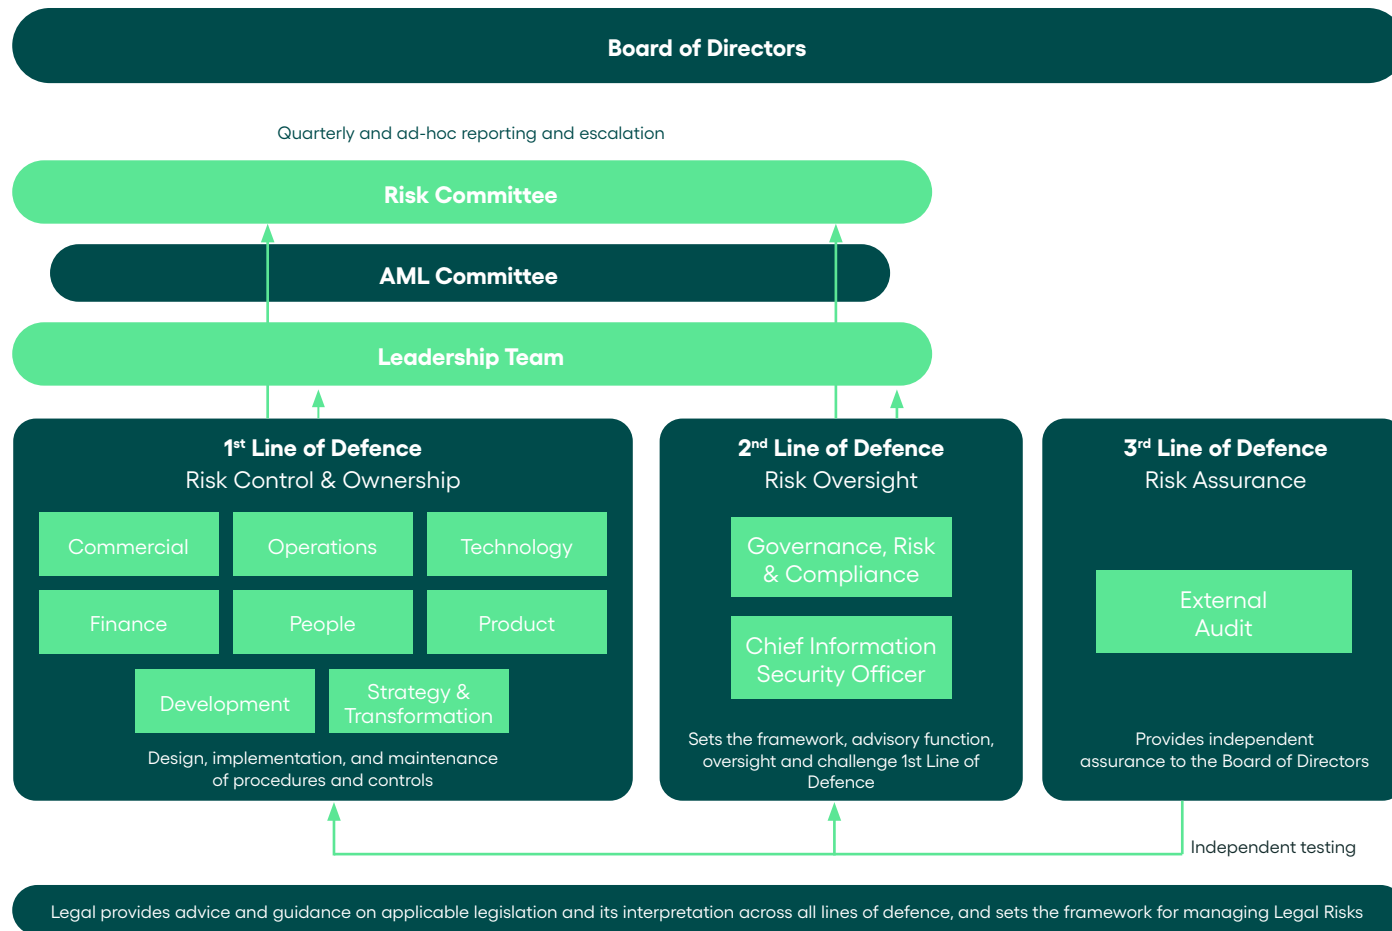 Board of Directors
Quarterly and ad-hoc reporting and escalation
Risk Committee
AML Committee
Leadership Team
1st Line of Defence
Risk Control & Ownership
Commercial
Operations
Technology
Finance
People
Product
Development
Strategy &
Transformation
Design, implementation, and maintenance
of procedures and controls
2nd Line of Defence
Risk Oversight
Governance, Risk
& Compliance
Chief Information
Security Officer
Sets the framework, advisory function,
oversight and challenge 1st Line of
Defence
3rd Line of Defence
Risk Assurance
External
Audit
Provides independent
assurance to the Board of Directors
Independent testing
Legal provides advice and guidance on applicable legislation and its interpretation across all lines of defence, and sets the framework for managing Legal Risks